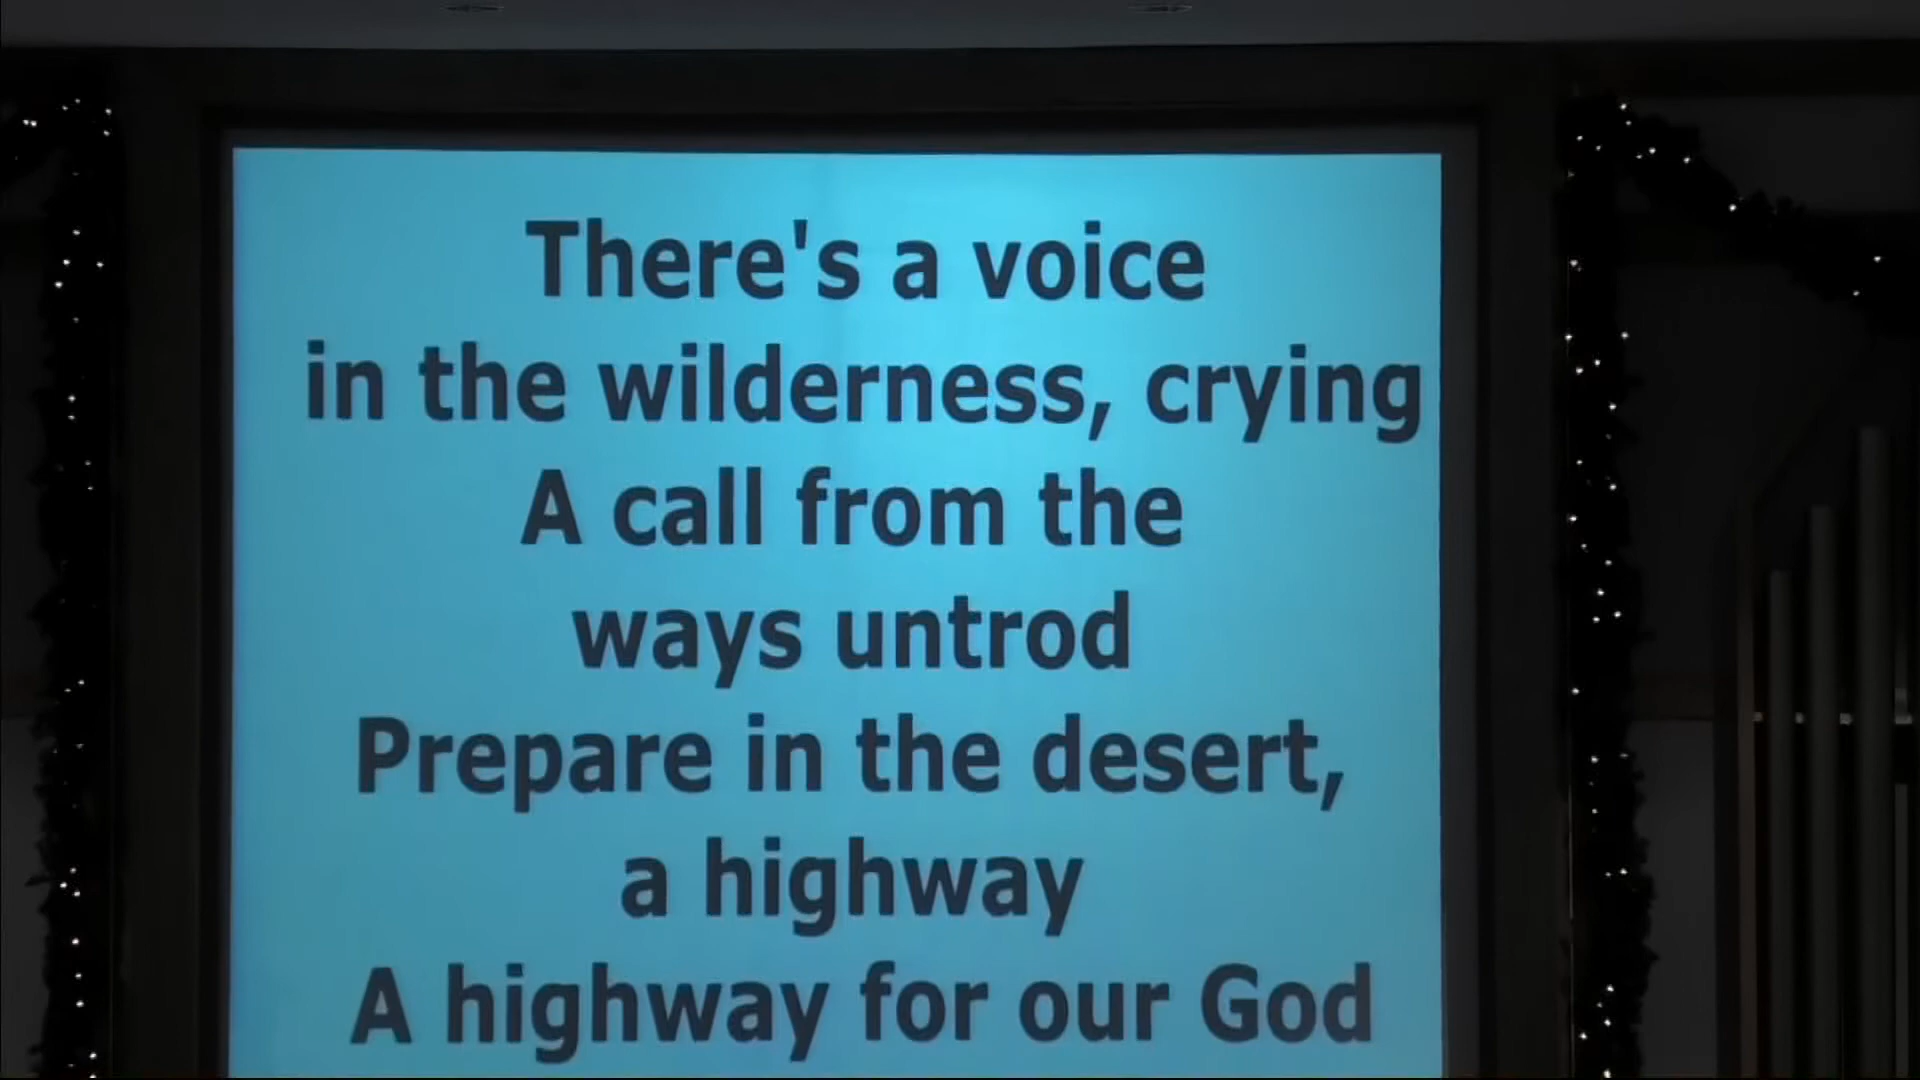 There's a voice
in the wilderness, crying
A call from the
ways untrod
Prepare in the desert,
a highway
A highway for our God